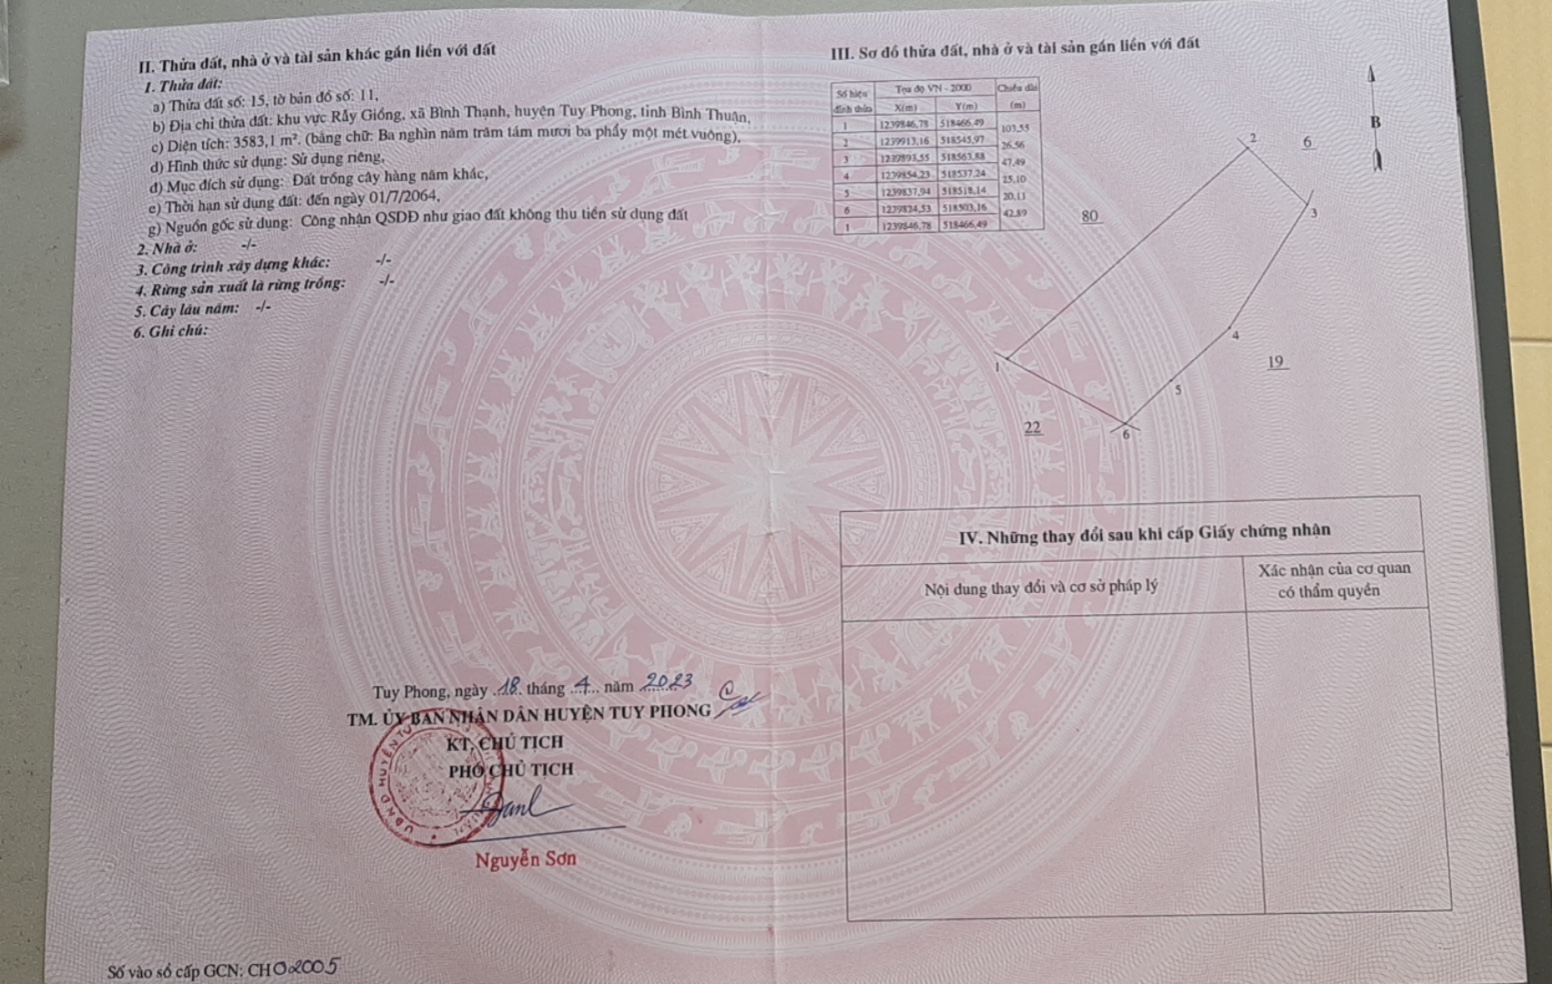 II. Thửa đất, nhà ở và tài sản khác gắn liền với đất
1. Thửa đất:
a) Thửa đất số: 15, tờ bản đồ số: 11,
b) Địa chỉ thửa đất: khu vực Rẫy Giồng, xã Bình Thạnh, huyện Tuy Phong, tỉnh Bình Thuận,
c) Diện tích: 3583,1 m². (bằng chữ: Ba nghìn năm trăm tám mươi ba phẩy một mét vuông),
d) Hình thức sử dụng: Sử dụng riêng,
đ) Mục đích sử dụng: Đất trồng cây hàng năm khác,
e) Thời hạn sử dụng đất: đến ngày 01/7/2064,
g) Nguồn gốc sử dụng: Công nhận QSDĐ như giao đất không thu tiền sử dụng đất
2. Nhà ở: -/-
3. Công trình xây dựng khác: -/-
4. Rừng sản xuất là rừng trồng: -/-
5. Cây lâu năm: -/-
6. Ghi chú:
Tuy Phong, ngày 18 tháng 4 năm 2023
TM. ỦY BAN NHÂN DÂN HUYỆN TUY PHONG
KT. CHỦ TỊCH
PHÓ CHỦ TỊCH
Nguyễn Sơn
Số vào sổ cấp GCN: CH02005
III. Sơ đồ thửa đất, nhà ở và tài sản gắn liền với đất
Số hiệu đỉnh thửa Tọa độ VN - 2000 Chiều dài (m)
X(m) Y(m)
1 1239846,78 518466,49
103,55
2 1239913,16 518545,97
26,56
3 1239895,55 518563,88
47,49
4 1239854,23 518537,24
25,10
5 1239837,94 518518,14
20,11
6 1239824,53 518503,16
42,89
1 1239846,78 518466,49
B
2
6
80
3
4
19
1
5
22
6
IV. Những thay đổi sau khi cấp Giấy chứng nhận
Nội dung thay đổi và cơ sở pháp lý
Xác nhận của cơ quan
có thẩm quyền